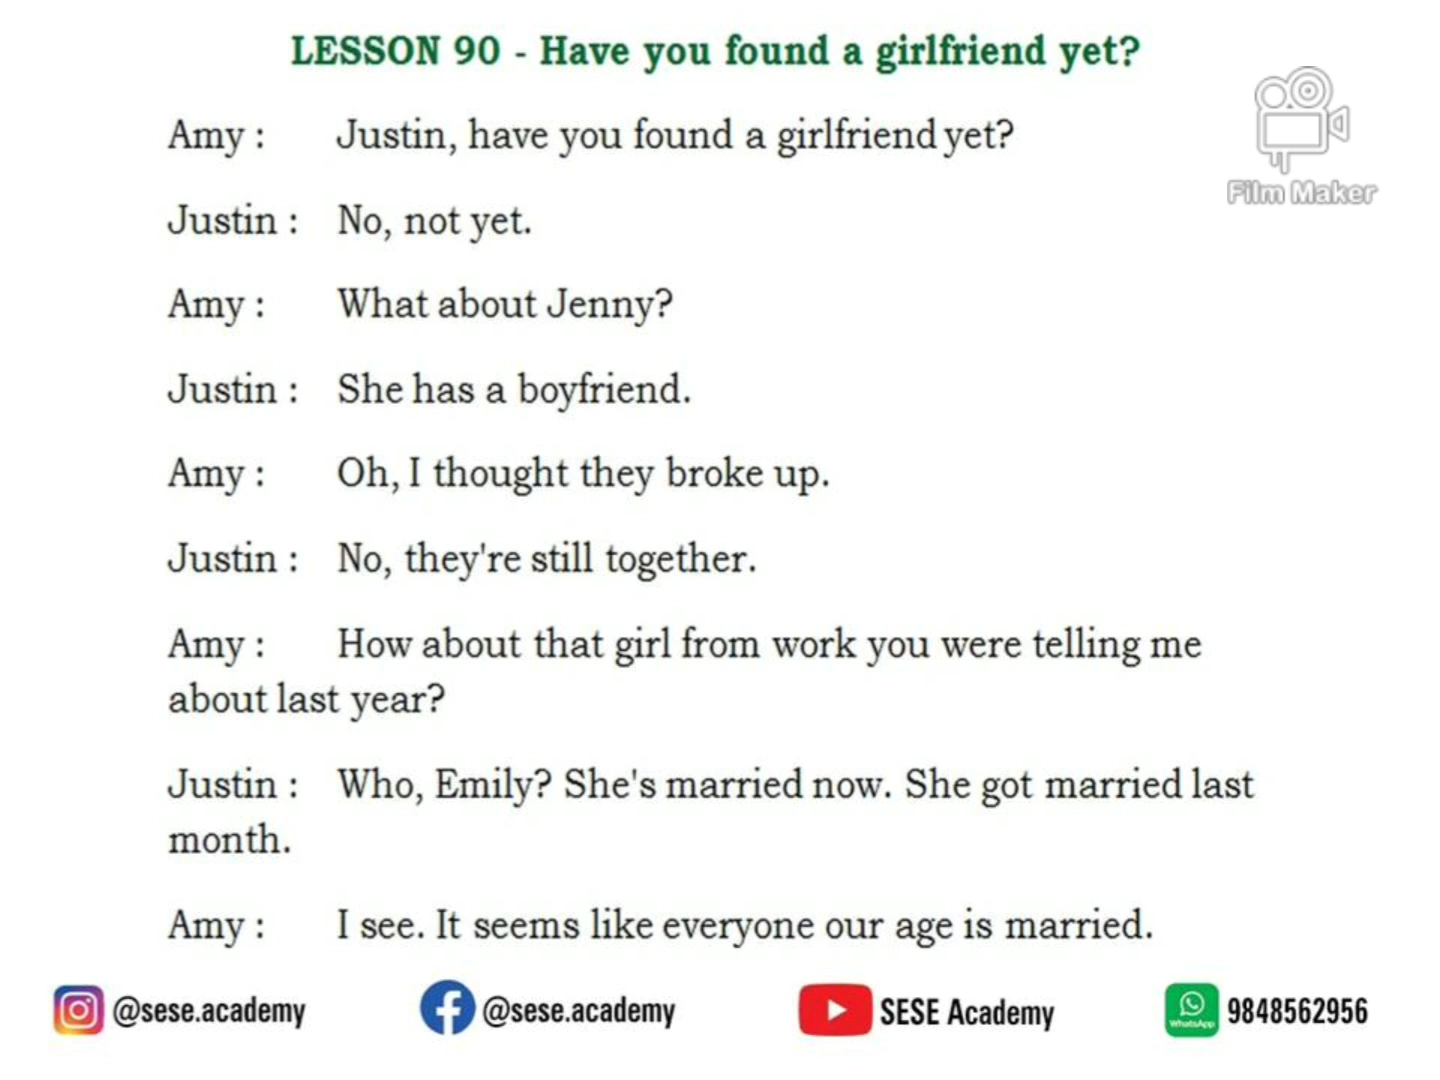 LESSON 90 - Have you found a girlfriend yet?
Film Maker
Amy : Justin, have you found a girlfriend yet?
Justin : No, not yet.
Amy : What about Jenny?
Justin : She has a boyfriend.
Amy : Oh, I thought they broke up.
Justin : No, they're still together.
Amy : How about that girl from work you were telling me
about last year?
Justin : Who, Emily? She's married now. She got married last
month.
Amy : I see. It seems like everyone our age is married.
@sese.academy @sese.academy SESE Academy WhatsApp 9848562956